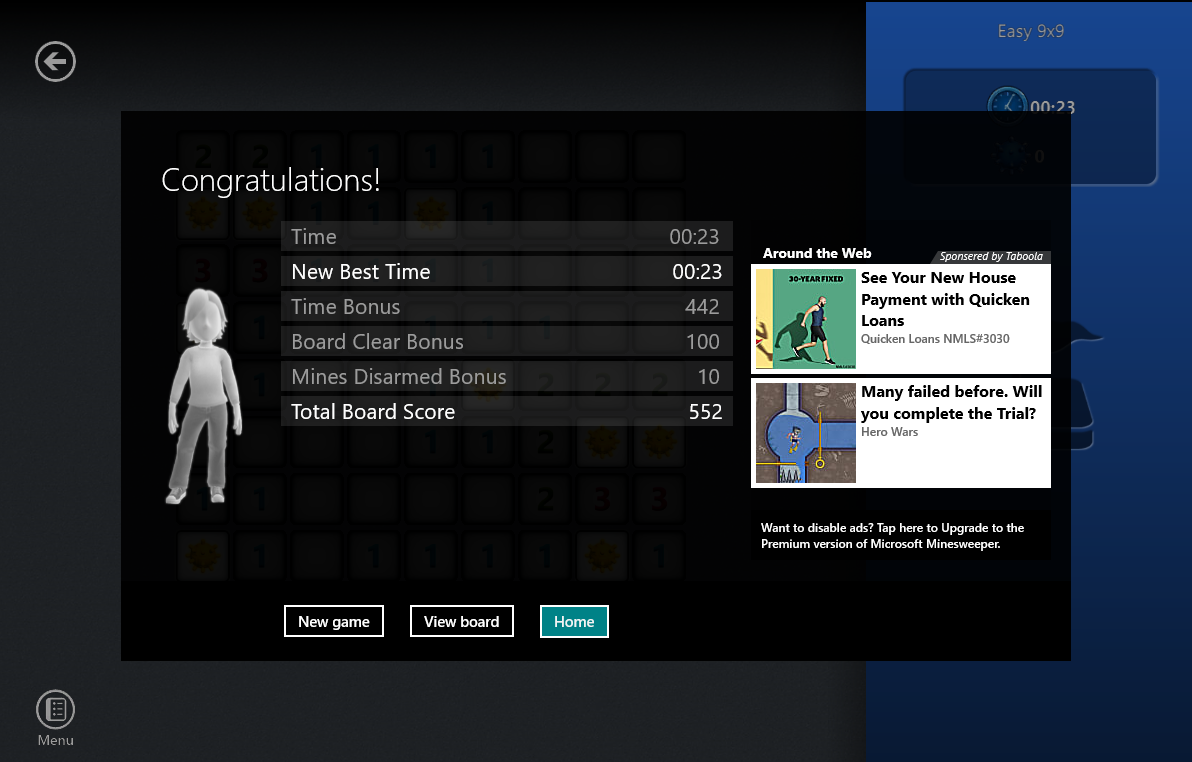 Easy 9x9
00:23
0
Congratulations!
Time 00:23
New Best Time 00:23
Time Bonus 442
Board Clear Bonus 100
Mines Disarmed Bonus 10
Total Board Score 552
Around the Web
Sponsered by Taboola
30-YEAR FIXED
See Your New House
Payment with Quicken
Loans
Quicken Loans NMLS#3030
Many failed before. Will
you complete the Trial?
Hero Wars
Want to disable ads? Tap here to Upgrade to the
Premium version of Microsoft Minesweeper.
New game
View board
Home
Menu